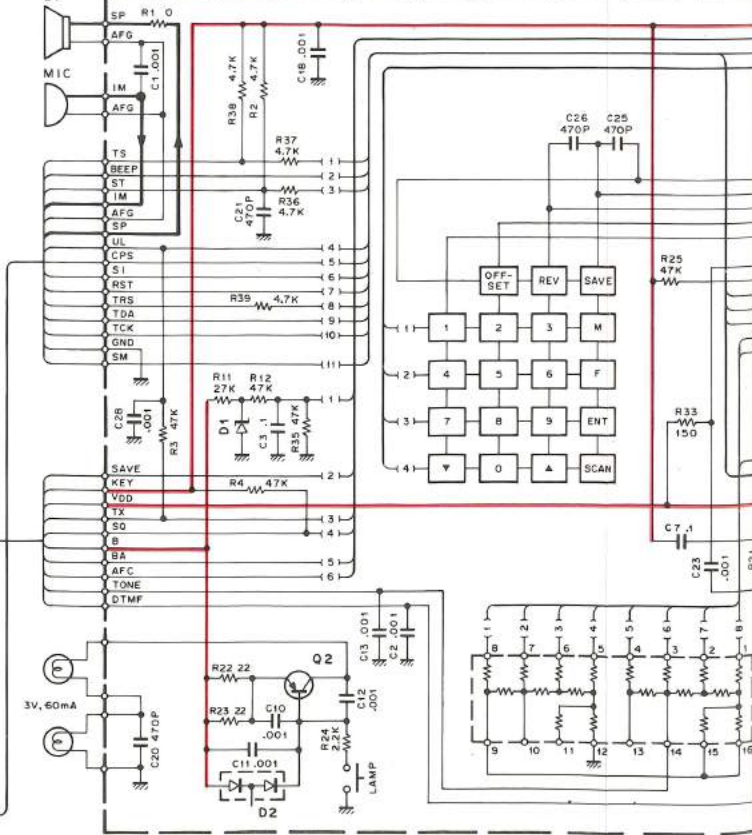 SP R1 0
AFG
C1 .001
MIC
IM
AFG
R38 4.7K
R2 4.7K
C18 .001
TS
BEEP
ST
IM
AFG
SP
UL
CPS
SI
RST
TRS
TDA
TCK
GND
SM
R37
4.7K
R36
4.7K
C21
470P
R39 4.7K
1
2
3
4
5
6
7
8
9
10
11
C26
470P
C25
470P
R25
47K
OFF-
SET
REV
SAVE
1 1 2 3 M
2 4 5 6 F
3 7 8 9 ENT
4 ▼ 0 ▲ SCAN
R11
27K
R12
47K
C28
.001
R3 47K
D1
C3 .1
R35 47K
1
R33
150
SAVE
KEY
VDD
TX
SQ
B
BA
AFC
TONE
DTMF
R4 47K
2
3
4
5
6
C7 .1
C23
.001
C13 .001
C2 .001
1 2 3 4 5 6 7 8
8 7 6 5 4 3 2 1
9 10 11 12 13 14 15 16
3V, 60mA
C20 470P
R22 22
R23 22
Q2
C10
.001
C12
.001
R24
2.2K
C11 .001
D2
LAMP